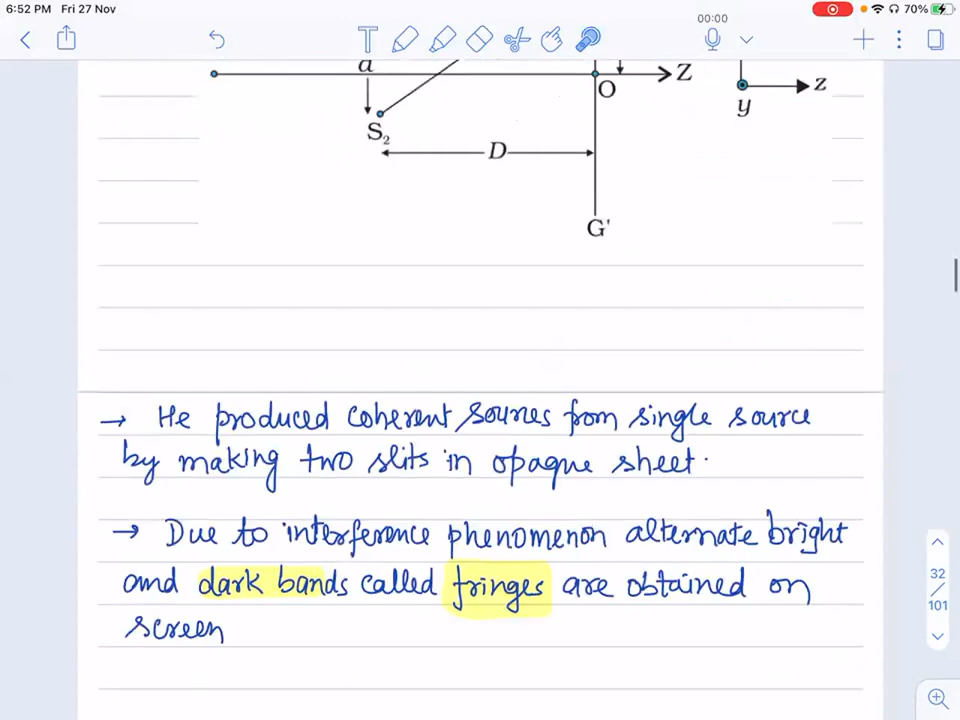 6:52 PM Fri 27 Nov
70%
00:00
T
a
Z
O
S₂
D
G'
z
y
→ He produced coherent sources from single source
by making two slits in opaque sheet.
→ Due to interference phenomenon alternate bright
and dark bands called fringes are obtained on
screen
32
/
101